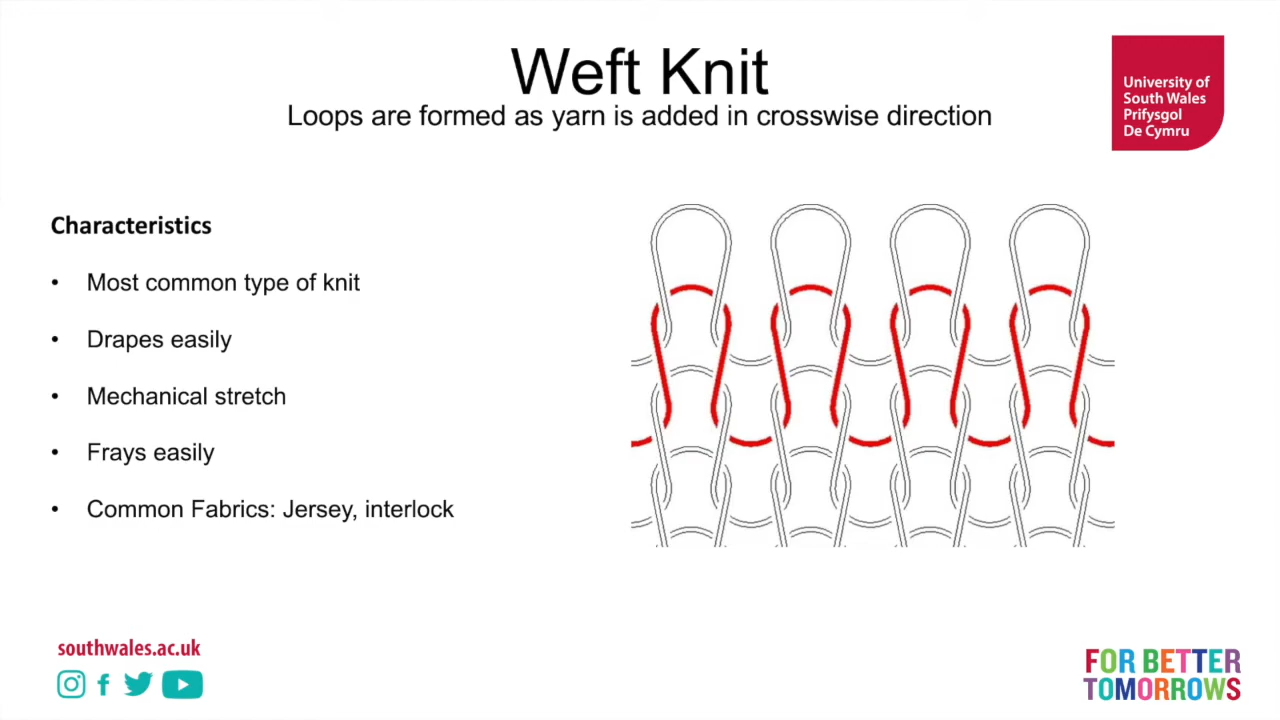 Weft Knit
Loops are formed as yarn is added in crosswise direction
University of
South Wales
Prifysgol
De Cymru
Characteristics
• Most common type of knit
• Drapes easily
• Mechanical stretch
• Frays easily
• Common Fabrics: Jersey, interlock
southwales.ac.uk
FOR BETTER
TOMORROWS